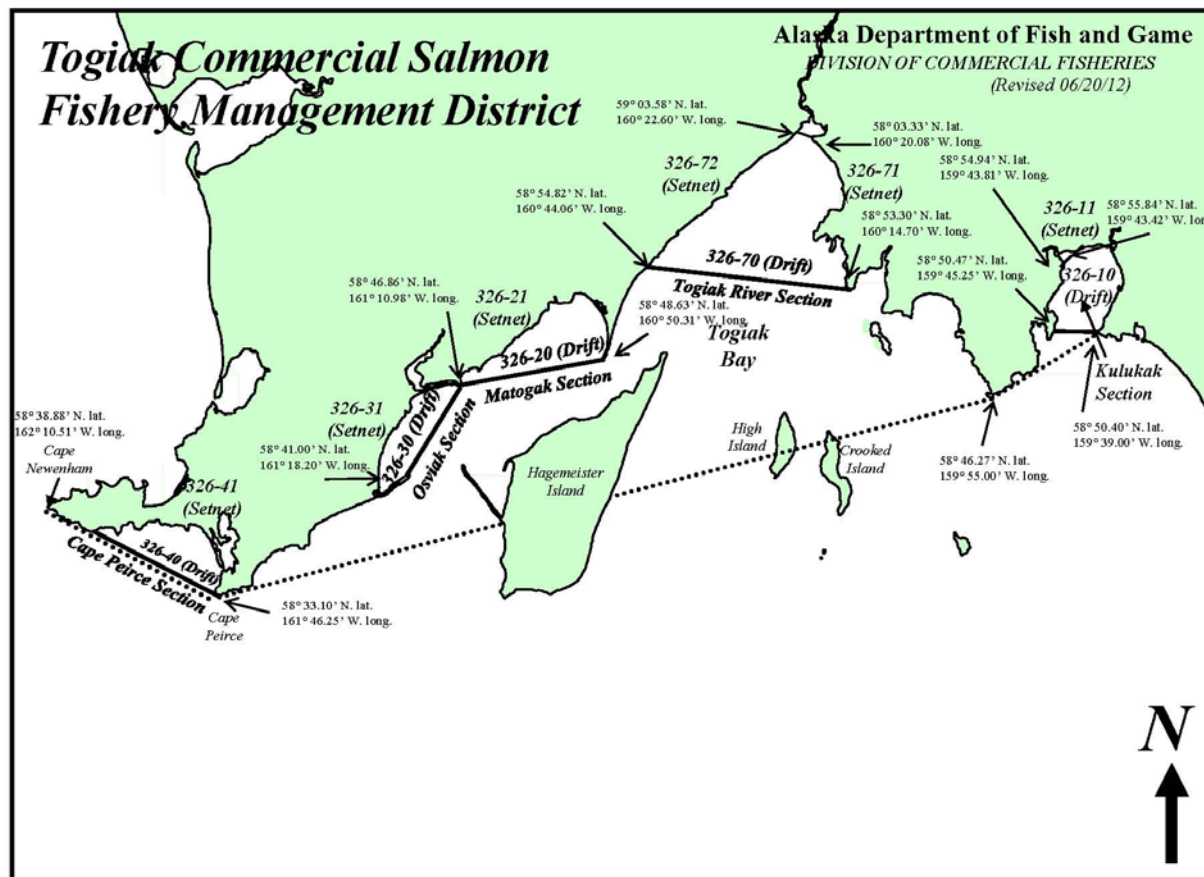 Togiak Commercial Salmon
Fishery Management District
Alaska Department of Fish and Game
DIVISION OF COMMERCIAL FISHERIES
(Revised 06/20/12)
59° 03.58' N. lat.
160° 22.60' W. long.
58° 03.33' N. lat.
160° 20.08' W. long.
326-72
(Setnet)
326-71
(Setnet)
58° 54.94' N. lat.
159° 43.81' W. long.
326-11
(Setnet)
58° 55.84' N. lat.
159° 43.42' W. lon
58° 54.82' N. lat.
160° 44.06' W. long.
58° 53.30' N. lat.
160° 14.70' W. long.
326-70 (Drift)
Togiak River Section
58° 50.47' N. lat.
159° 45.25' W. long.
326-10
(Drift)
58° 46.86' N. lat.
161° 10.98' W. long.
326-21
(Setnet)
58° 48.63' N. lat.
160° 50.31' W. long.
Togiak
Bay
326-20 (Drift)
Matogak Section
Kulukak
Section
58° 50.40' N. lat.
159° 39.00' W. long.
326-31
(Setnet)
326-30 (Drift)
Osviak Section
58° 38.88' N. lat.
162° 10.51' W. long.
Cape
Newenham
58° 41.00' N. lat.
161° 18.20' W. long.
High
Island
Crooked
Island
58° 46.27' N. lat.
159° 55.00' W. long.
Hagemeister
Island
326-41
(Setnet)
326-40 (Drift)
Cape Peirce Section
58° 33.10' N. lat.
161° 46.25' W. long.
Cape
Peirce
N